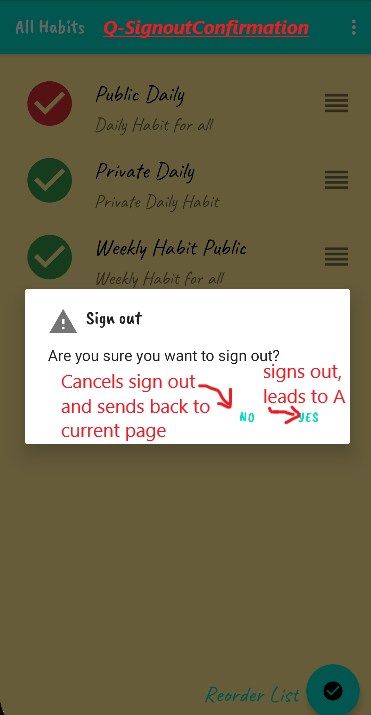 All Habits
Q-SignoutConfirmation
Public Daily
Daily Habit for all
Private Daily
Private Daily Habit
Weekly Habit Public
Weekly Habit for all
Sign out
Are you sure you want to sign out?
Cancels sign out
and sends back to
current page
signs out,
leads to A
NO
YES
Reorder List